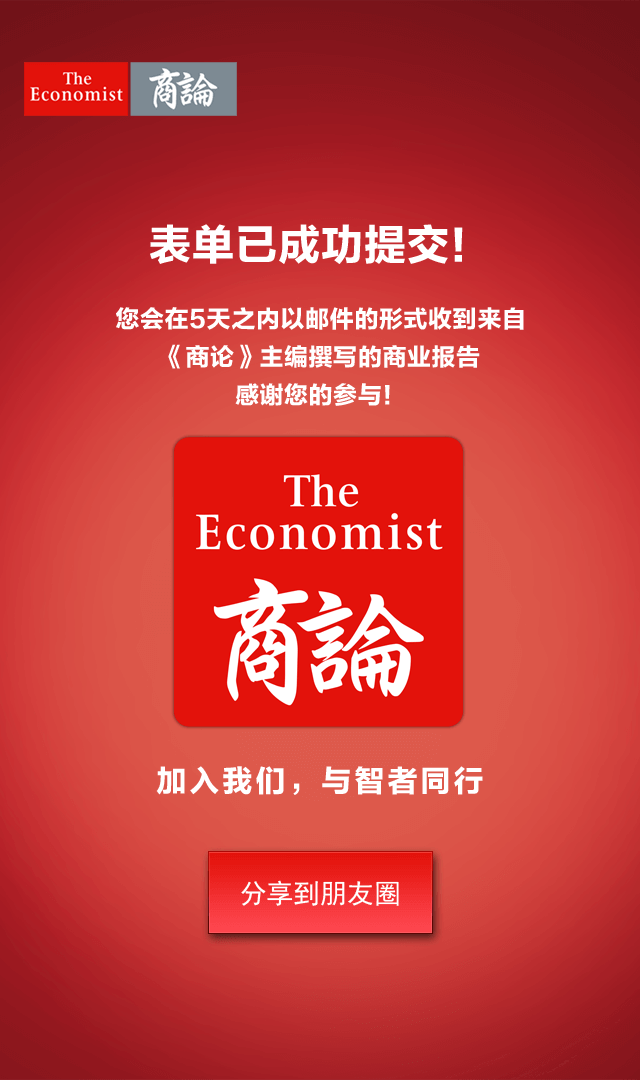 The
Economist
商論
表单已成功提交!
您会在5天之内以邮件的形式收到来自
《商论》主编撰写的商业报告
感谢您的参与!
The
Economist
商論
加入我们，与智者同行
分享到朋友圈